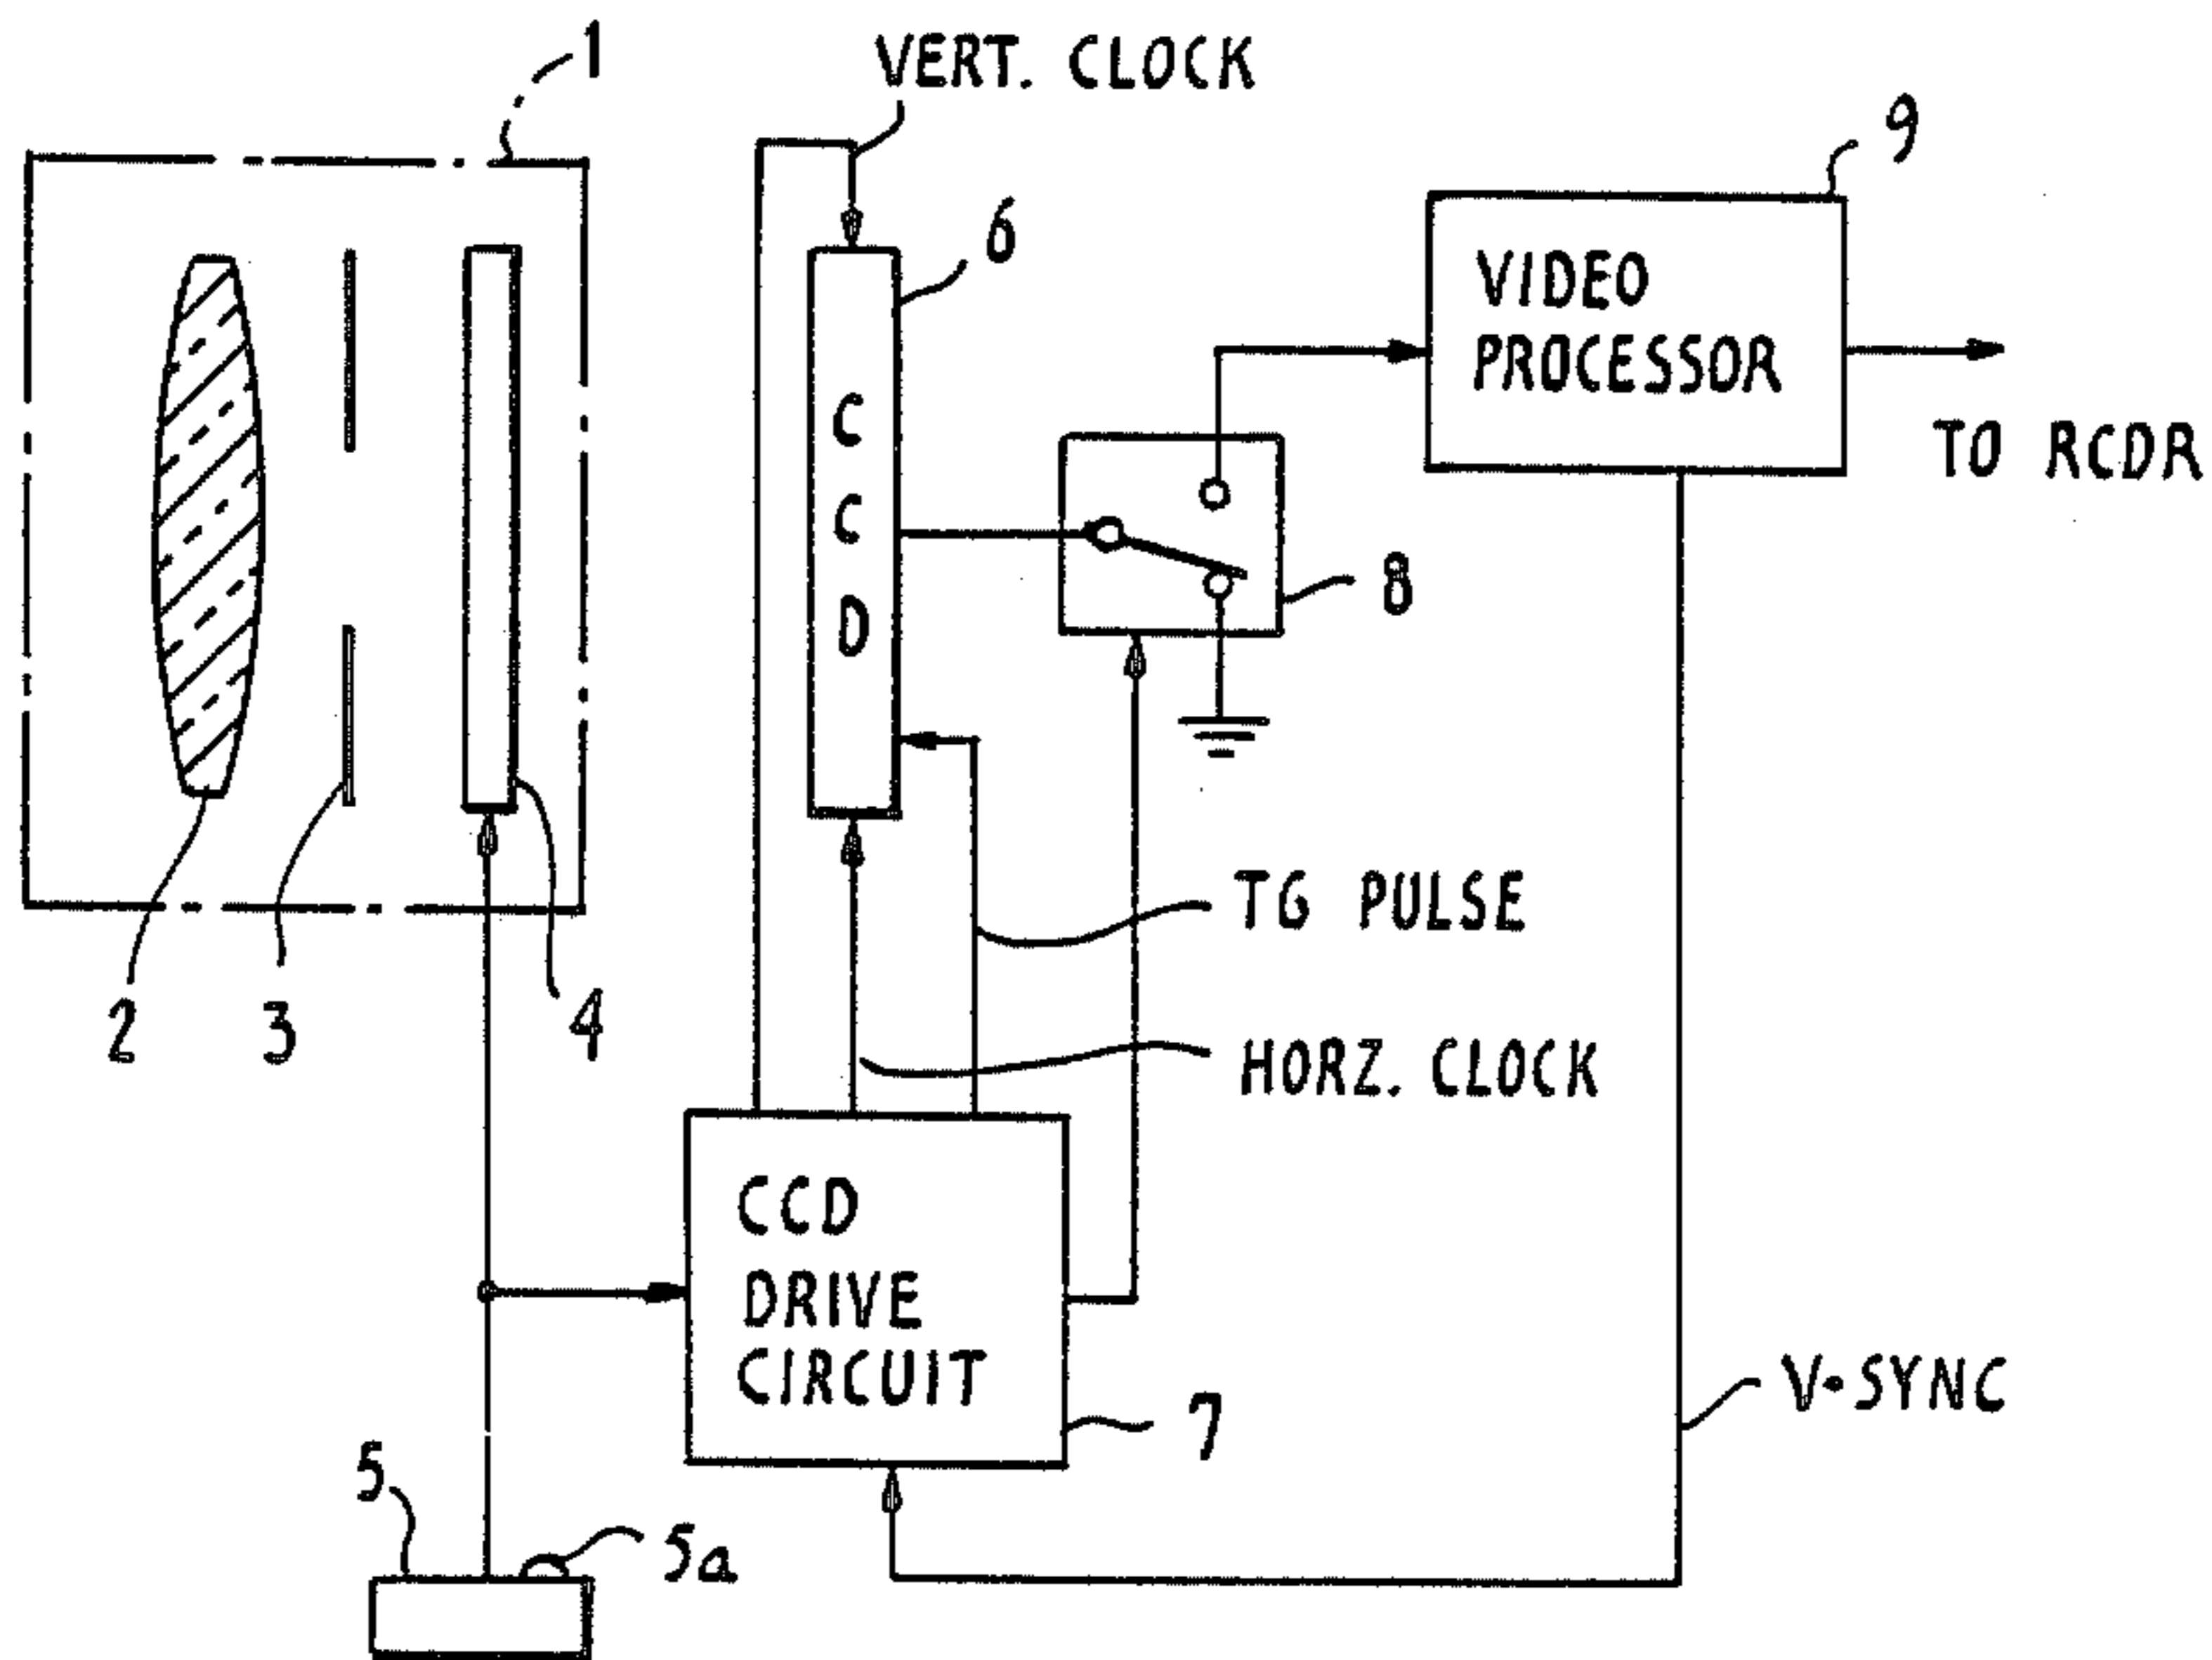 1
VERT. CLOCK
9
6
VIDEO
PROCESSOR
CCD
TO RCDR
8
TG PULSE
2
3
4
HORZ. CLOCK
CCD
DRIVE
CIRCUIT
7
V•SYNC
5
5a